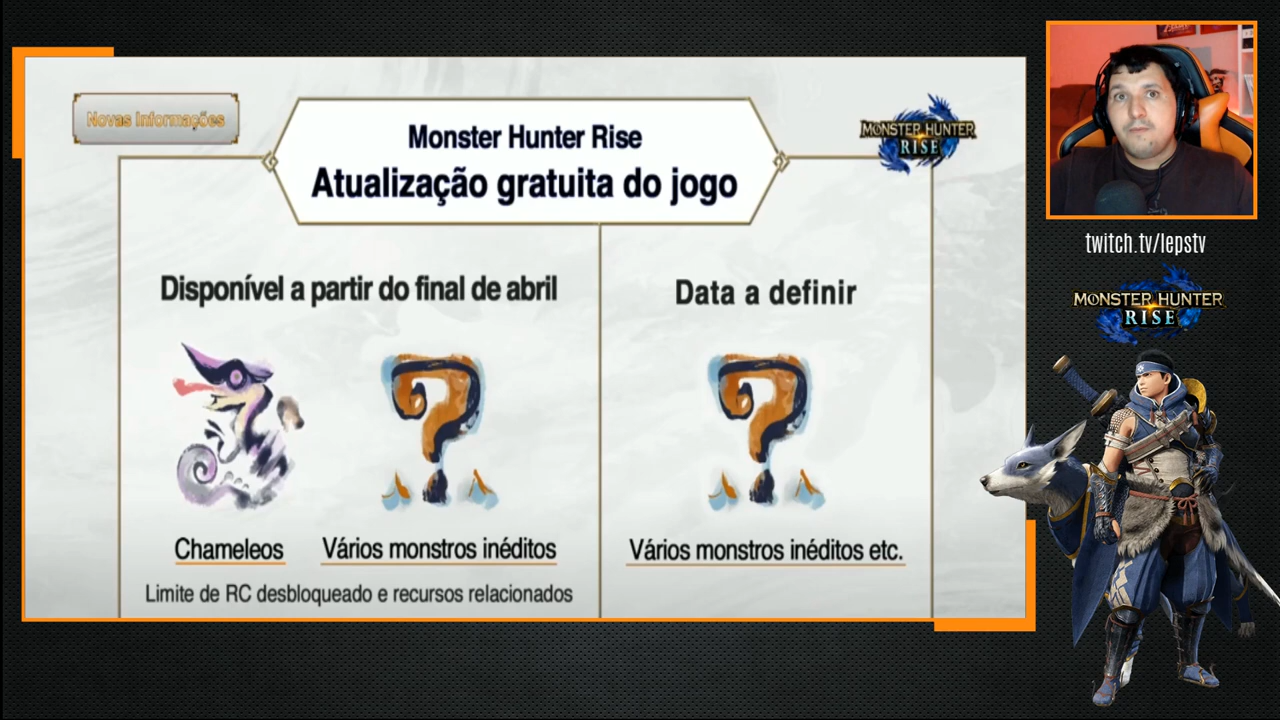 Novas Informações
Monster Hunter Rise
Atualização gratuita do jogo
MONSTER HUNTER
RISE
Disponível a partir do final de abril
Data a definir
Chameleos
Vários monstros inéditos
Vários monstros inéditos etc.
Limite de RC desbloqueado e recursos relacionados
twitch.tv/lepstv
MONSTER HUNTER
RISE